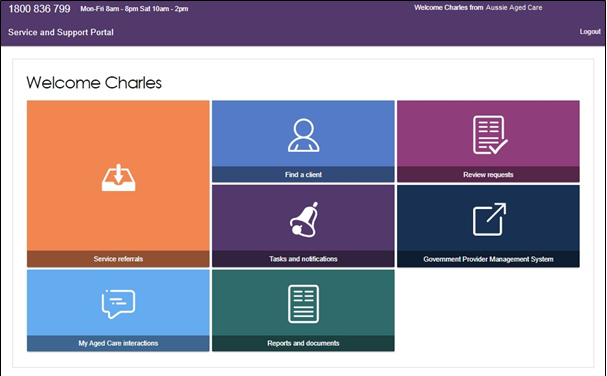 1800 836 799 Mon-Fri 8am - 8pm Sat 10am - 2pm Welcome Charles from Aussie Aged Care
Service and Support Portal Logout
Welcome Charles
Find a client
Review requests
Service referrals
Tasks and notifications
Government Provider Management System
My Aged Care interactions
Reports and documents